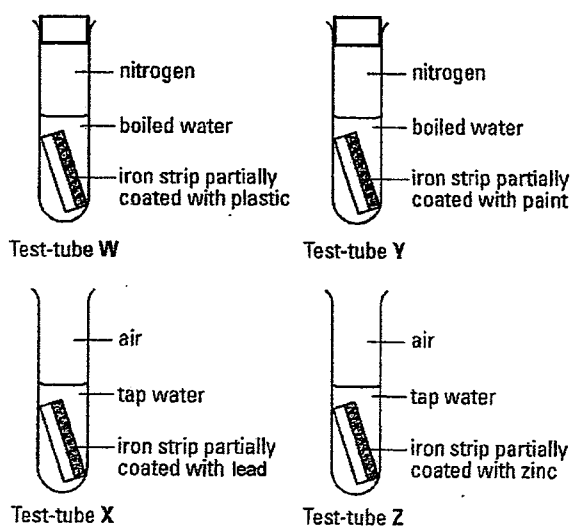 nitrogen
boiled water
iron strip partially
coated with plastic
Test-tube W
nitrogen
boiled water
iron strip partially
coated with paint
Test-tube Y
air
tap water
iron strip partially
coated with lead
Test-tube X
air
tap water
iron strip partially
coated with zinc
Test-tube Z